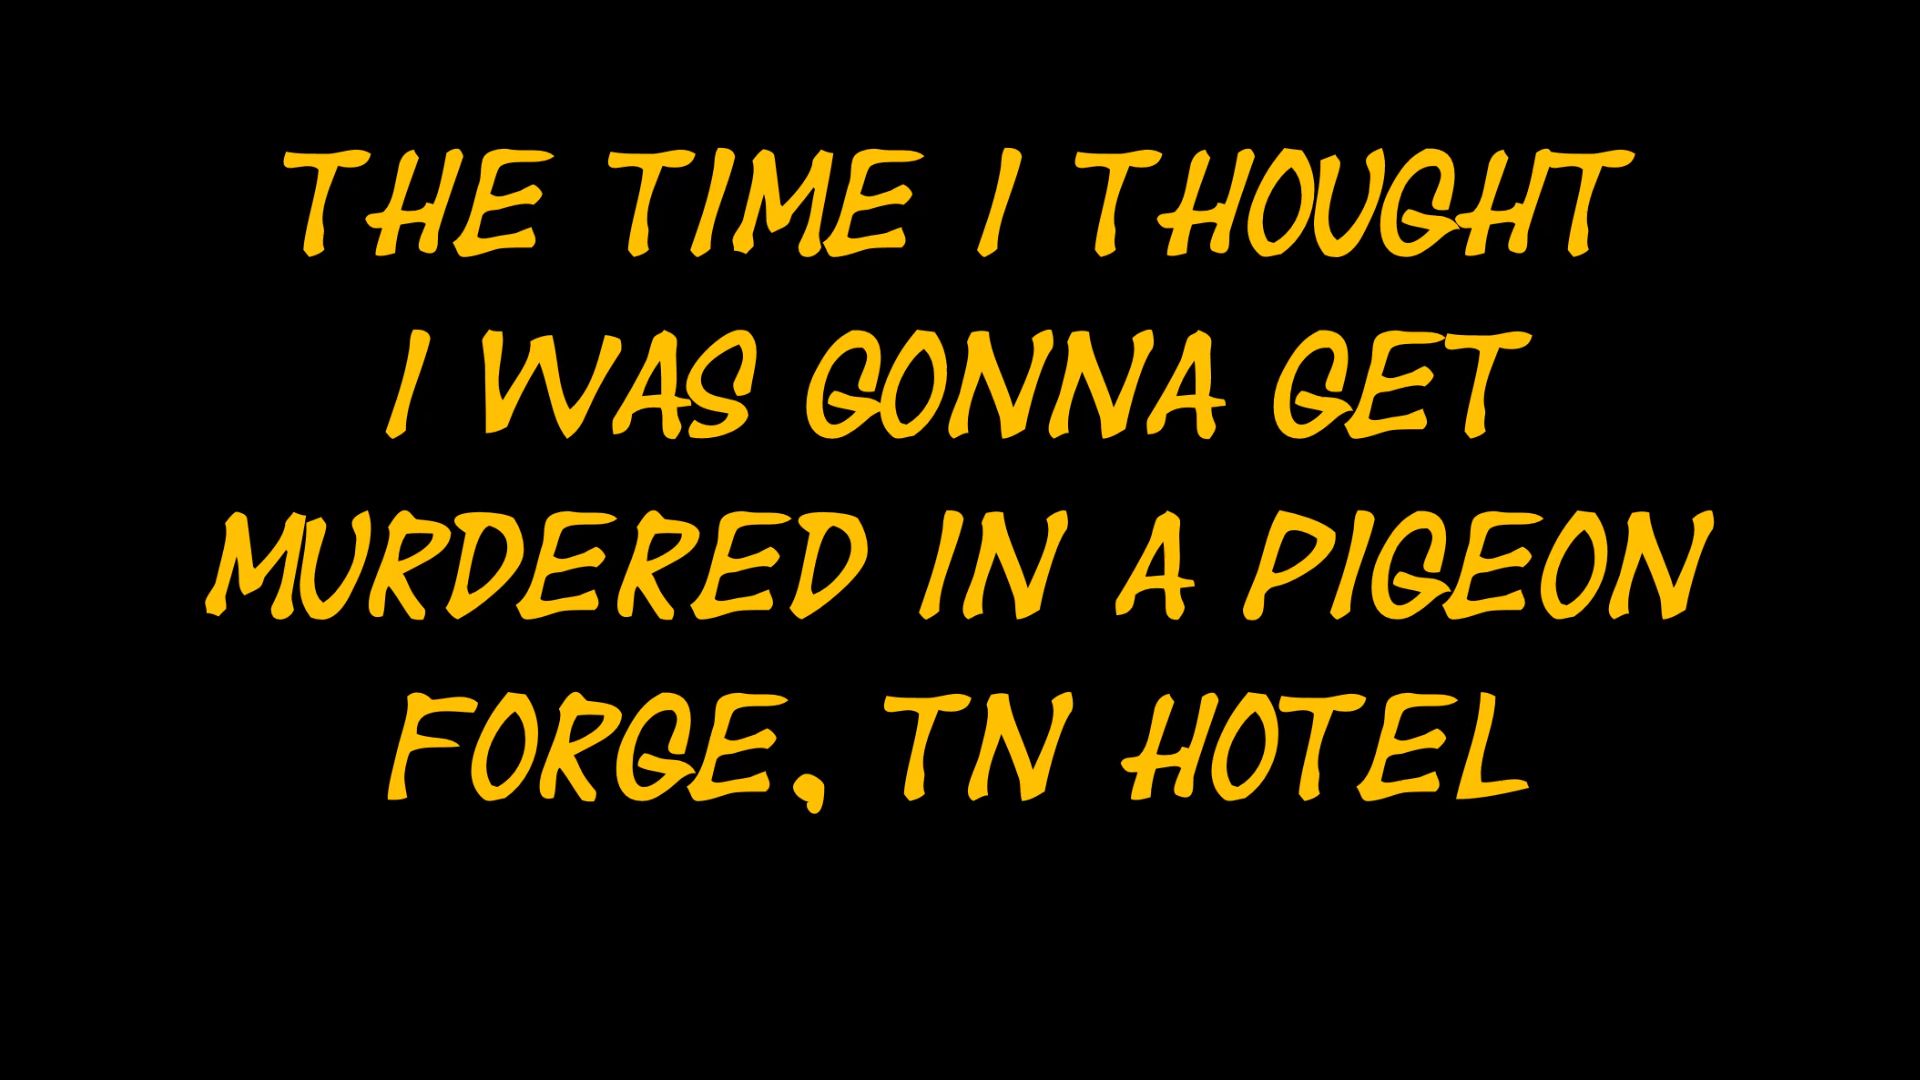 THE TIME I THOUGHT
I WAS GONNA GET
MURDERED IN A PIGEON
FORGE, TN HOTEL